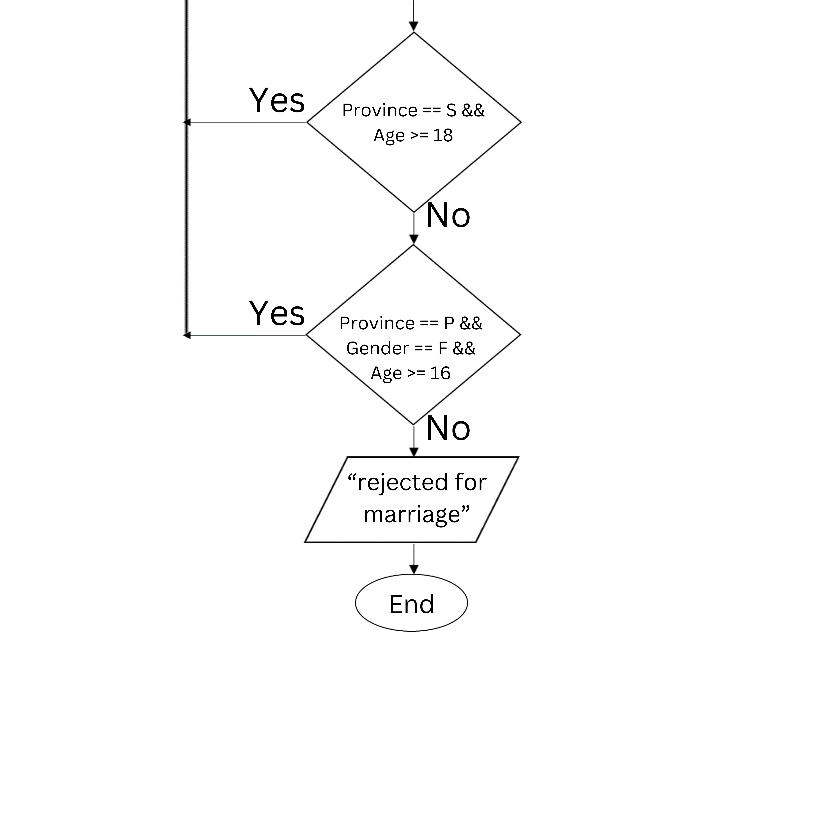 Yes
Province == S &&
Age >= 18
No
Yes
Province == P &&
Gender == F &&
Age >= 16
No
“rejected for
marriage”
End